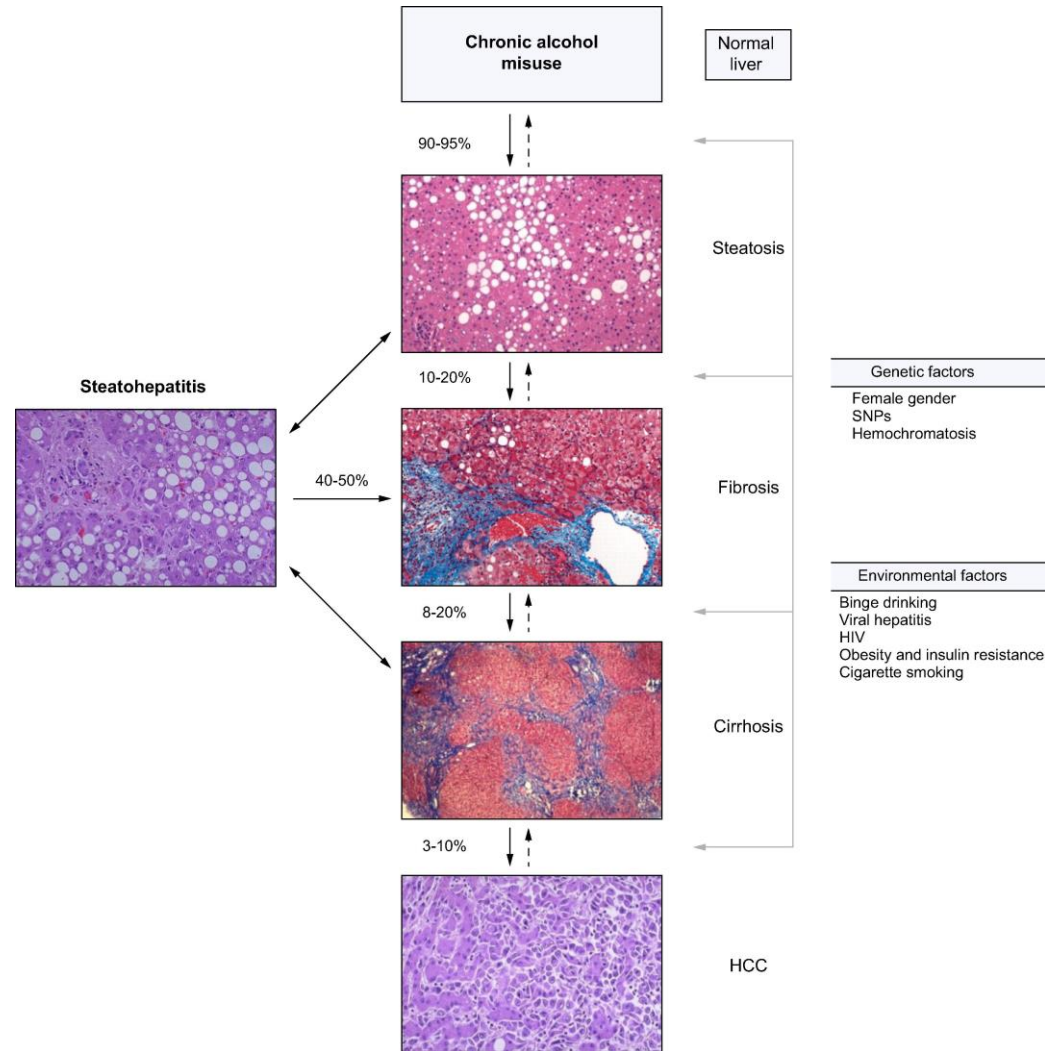 Chronic alcohol
misuse
Normal
liver
90-95%
Steatosis
10-20%
Steatohepatitis
Genetic factors
Female gender
SNPs
Hemochromatosis
40-50%
Fibrosis
8-20%
Environmental factors
Binge drinking
Viral hepatitis
HIV
Obesity and insulin resistance
Cigarette smoking
Cirrhosis
3-10%
HCC